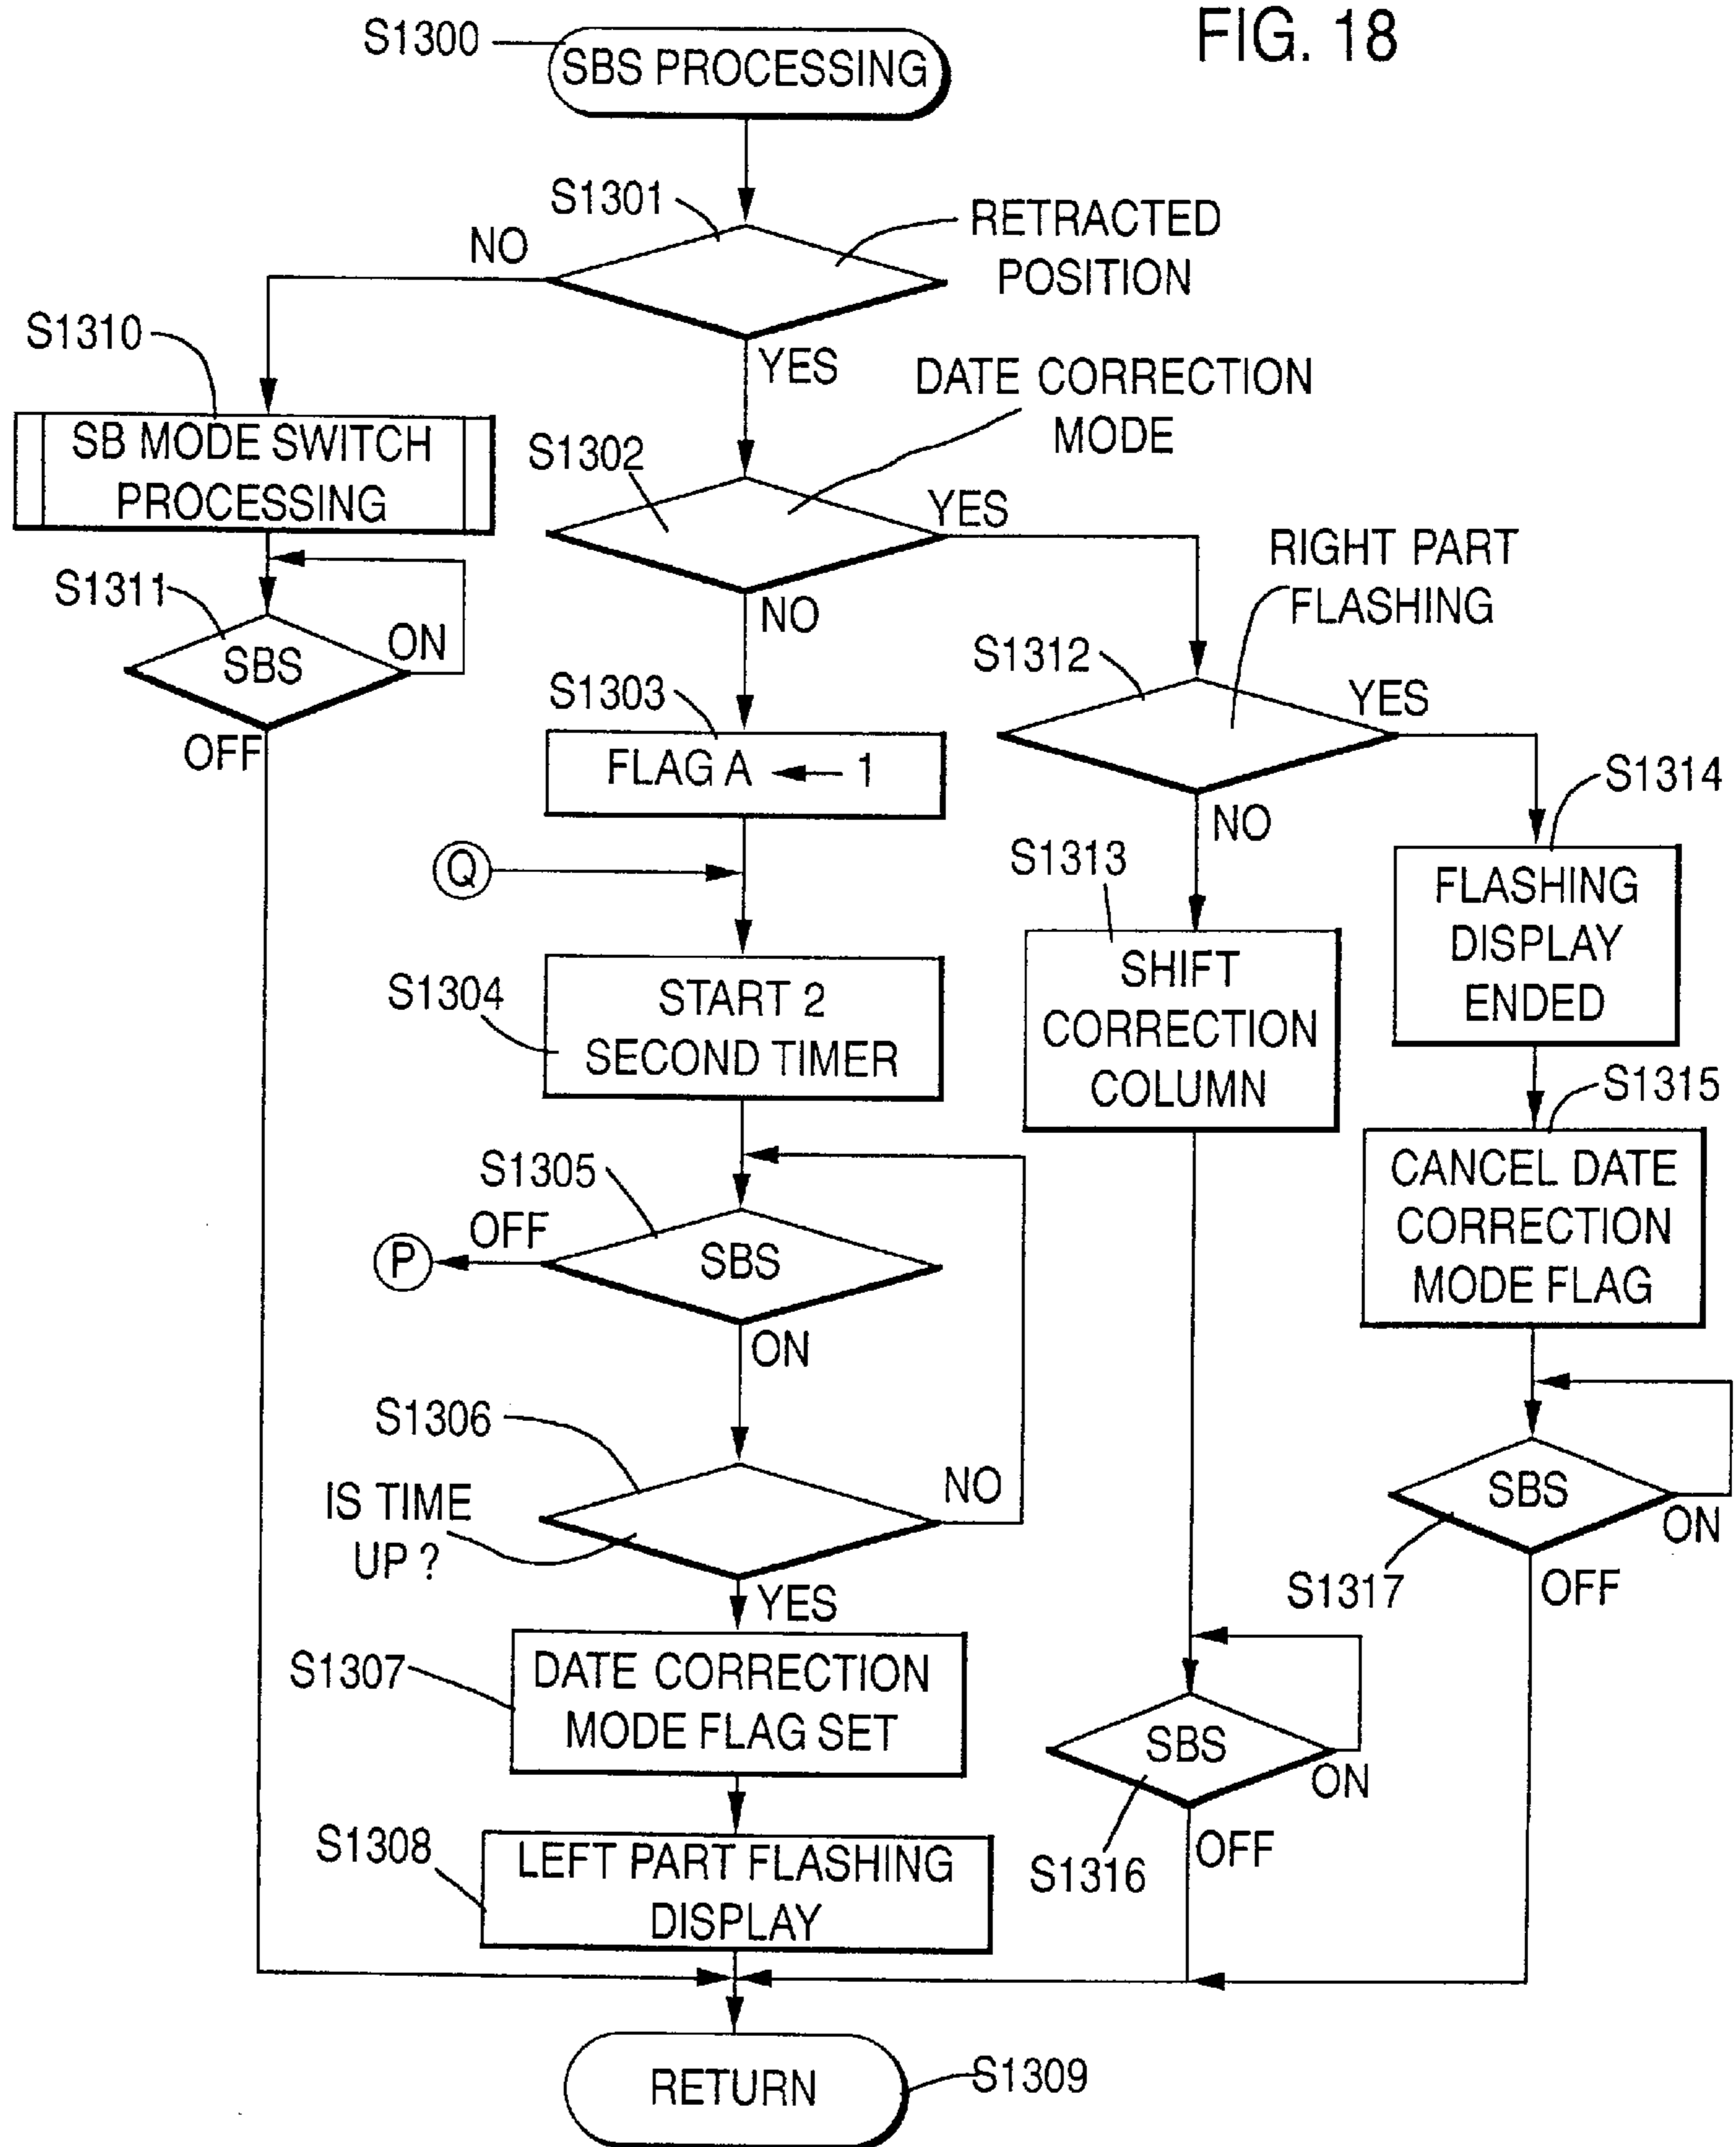 FIG. 18
S1300
SBS PROCESSING
S1301
RETRACTED
POSITION
NO
YES
S1310
SB MODE SWITCH
PROCESSING
DATE CORRECTION
MODE
S1302
YES
NO
S1311
SBS
ON
OFF
RIGHT PART
FLASHING
S1312
YES
NO
S1303
FLAG A ← 1
Q
S1314
FLASHING
DISPLAY
ENDED
S1313
SHIFT
CORRECTION
COLUMN
S1304
START 2
SECOND TIMER
S1315
CANCEL DATE
CORRECTION
MODE FLAG
S1305
OFF
P
SBS
ON
S1306
IS TIME
UP ?
NO
YES
SBS
ON
S1317
OFF
S1307
DATE CORRECTION
MODE FLAG SET
SBS
ON
S1316
OFF
S1308
LEFT PART FLASHING
DISPLAY
RETURN
S1309